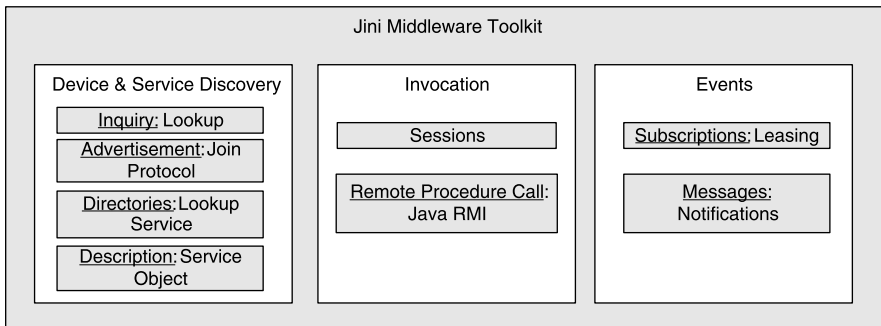 Jini Middleware Toolkit
Device & Service Discovery
Inquiry: Lookup
Advertisement:Join
Protocol
Directories:Lookup
Service
Description:Service
Object
Invocation
Sessions
Remote Procedure Call:
Java RMI
Events
Subscriptions:Leasing
Messages:
Notifications